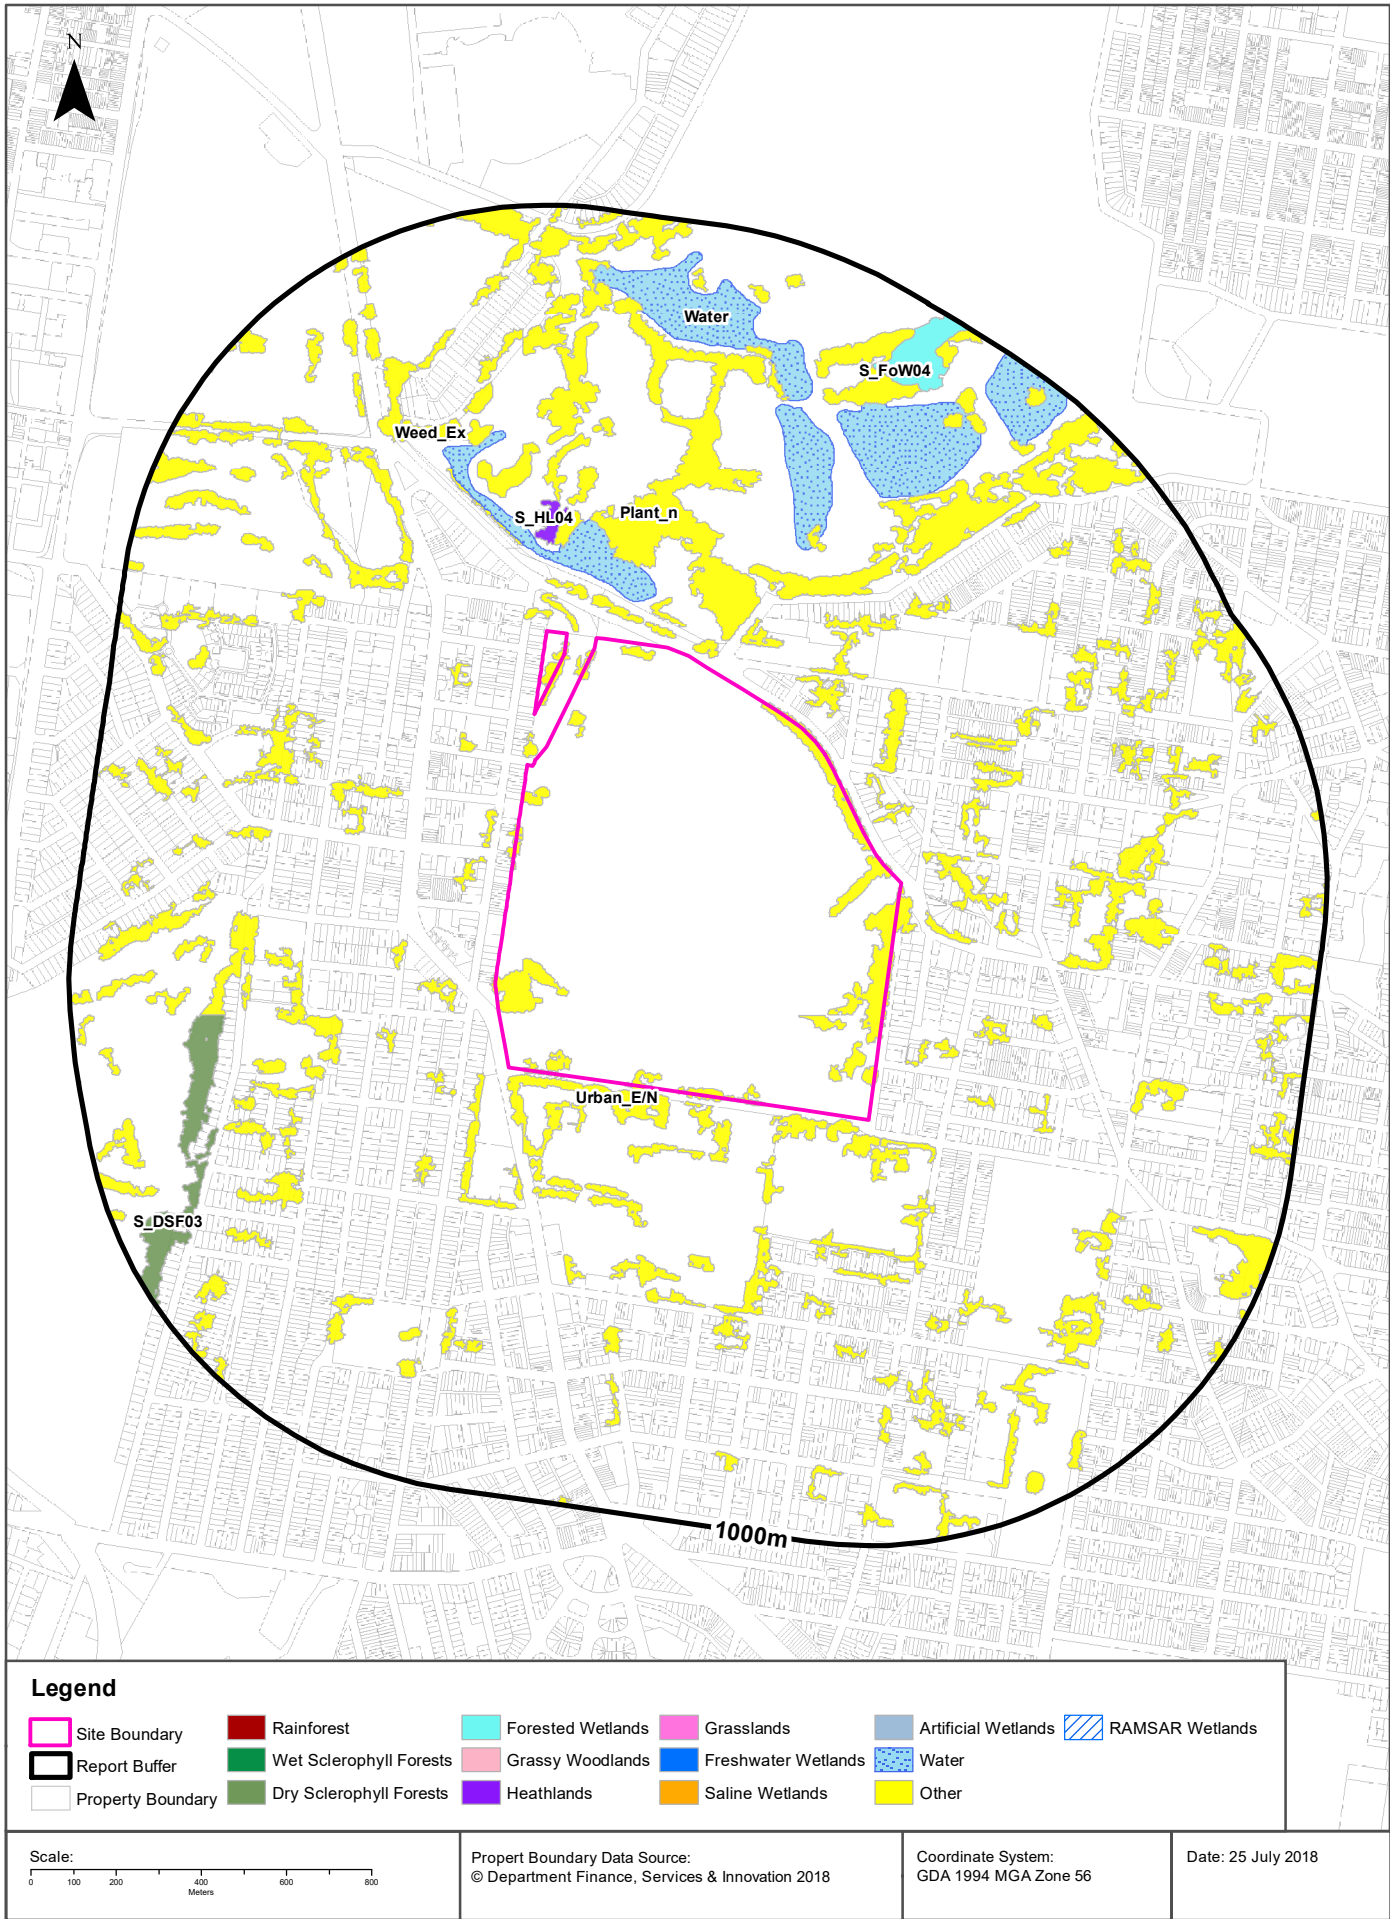 N
Water
S_FoW04
Weed_Ex
S_HL04
Plant_n
Urban_E/N
S_DSF03
1000m
Legend
Site Boundary
Report Buffer
Property Boundary
Rainforest
Wet Sclerophyll Forests
Dry Sclerophyll Forests
Forested Wetlands
Grassy Woodlands
Heathlands
Grasslands
Freshwater Wetlands
Saline Wetlands
Artificial Wetlands
Water
Other
RAMSAR Wetlands
Scale:
0 100 200 400 600 800
Meters
Propert Boundary Data Source:
© Department Finance, Services & Innovation 2018
Coordinate System:
GDA 1994 MGA Zone 56
Date: 25 July 2018